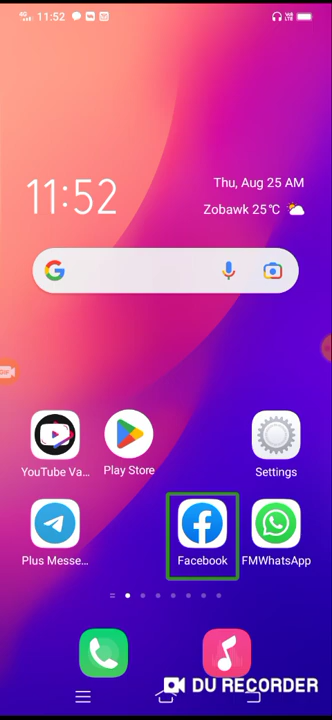 11:52
11:52
Thu, Aug 25 AM
Zobawk 25℃
YouTube Va...
Play Store
Settings
Plus Messe...
Facebook
FMWhatsApp
DU RECORDER